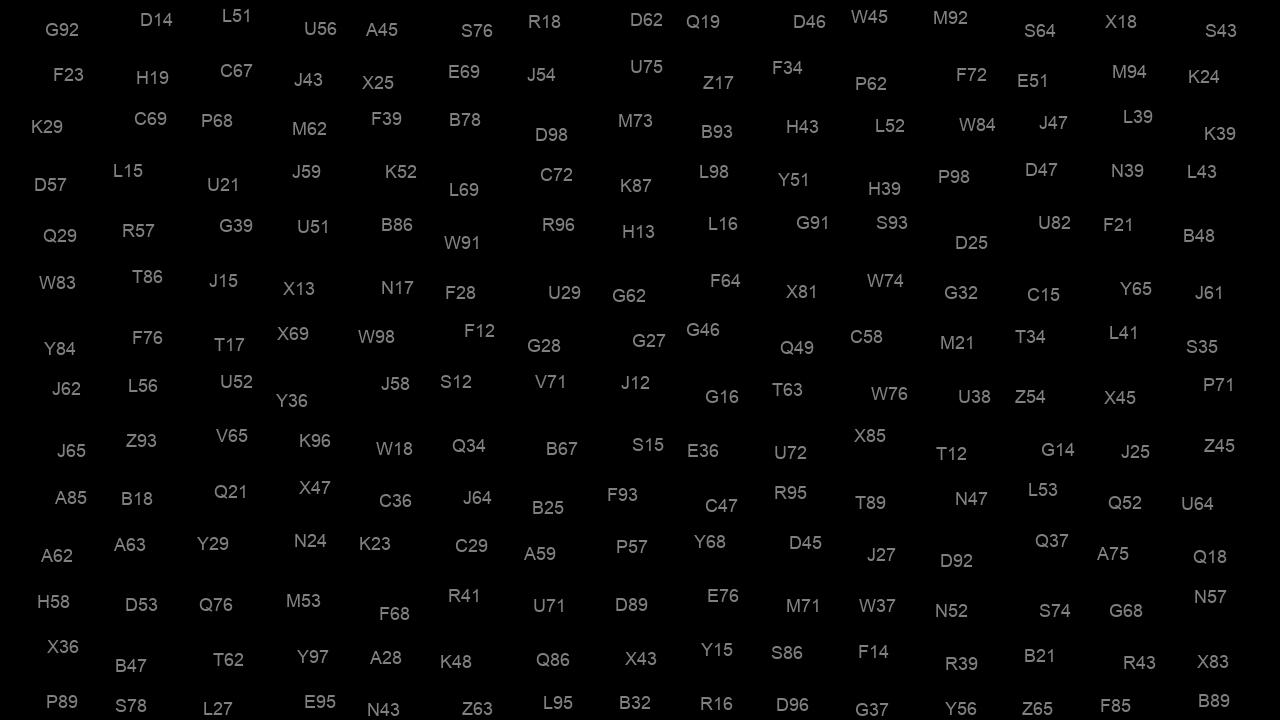 G92 D14 L51 U56 A45 S76 R18 D62 Q19 D46 W45 M92 S64 X18 S43
F23 H19 C67 J43 X25 E69 J54 U75 Z17 F34 P62 F72 E51 M94 K24
K29 C69 P68 M62 F39 B78 D98 M73 B93 H43 L52 W84 J47 L39 K39
D57 L15 U21 J59 K52 L69 C72 K87 L98 Y51 H39 P98 D47 N39 L43
Q29 R57 G39 U51 B86 W91 R96 H13 L16 G91 S93 D25 U82 F21 B48
W83 T86 J15 X13 N17 F28 U29 G62 F64 X81 W74 G32 C15 Y65 J61
Y84 F76 T17 X69 W98 F12 G28 G27 G46 Q49 C58 M21 T34 L41 S35
J62 L56 U52 Y36 J58 S12 V71 J12 G16 T63 W76 U38 Z54 X45 P71
J65 Z93 V65 K96 W18 Q34 B67 S15 E36 U72 X85 T12 G14 J25 Z45
A85 B18 Q21 X47 C36 J64 B25 F93 C47 R95 T89 N47 L53 Q52 U64
A62 A63 Y29 N24 K23 C29 A59 P57 Y68 D45 J27 D92 Q37 A75 Q18
H58 D53 Q76 M53 F68 R41 U71 D89 E76 M71 W37 N52 S74 G68 N57
X36 B47 T62 Y97 A28 K48 Q86 X43 Y15 S86 F14 R39 B21 R43 X83
P89 S78 L27 E95 N43 Z63 L95 B32 R16 D96 G37 Y56 Z65 F85 B89